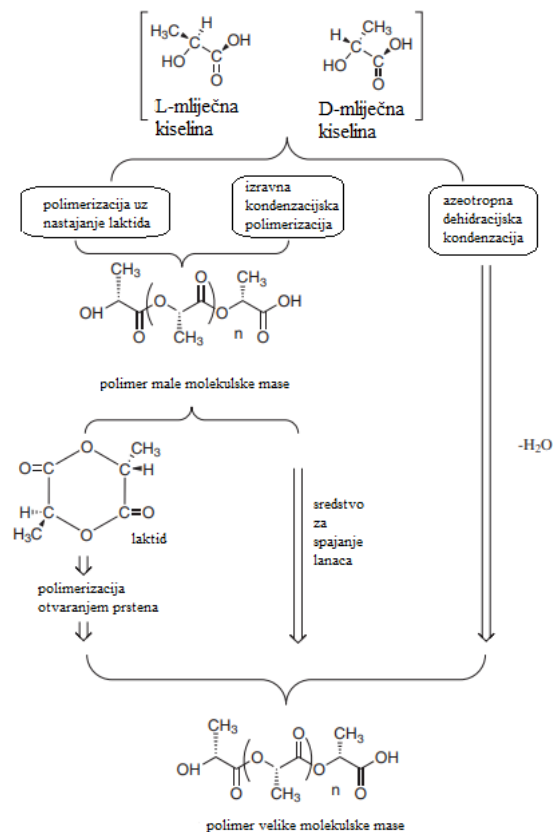 H
H₃C
C
OH
HO
O
CH₃
H
C
OH
HO
O
L-mliječna
kiselina
D-mliječna
kiselina
polimerizacija uz
nastajanje laktida
izravna
kondenzacijska
polimerizacija
azeotropna
dehidracijska
kondenzacija
CH₃
O
CH₃
OH
O
O
OH
O
CH₃
n
O
polimer male molekulske mase
-H₂O
O
CH₃
O=C
C
H
H
C
C=O
H₃C
O
laktid
sredstvo
za
spajanje
lanaca
polimerizacija
otvaranjem prstena
CH₃
O
CH₃
OH
O
O
OH
O
CH₃
n
O
polimer velike molekulske mase